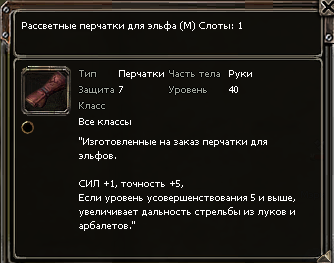 Рассветные перчатки для эльфа (М) Слоты: 1
Тип Перчатки Часть тела Руки
Защита 7 Уровень 40
Класс
Все классы
"Изготовленные на заказ перчатки для
эльфов.
СИЛ +1, точность +5,
Если уровень усовершенствования 5 и выше,
увеличивает дальность стрельбы из луков и
арбалетов."